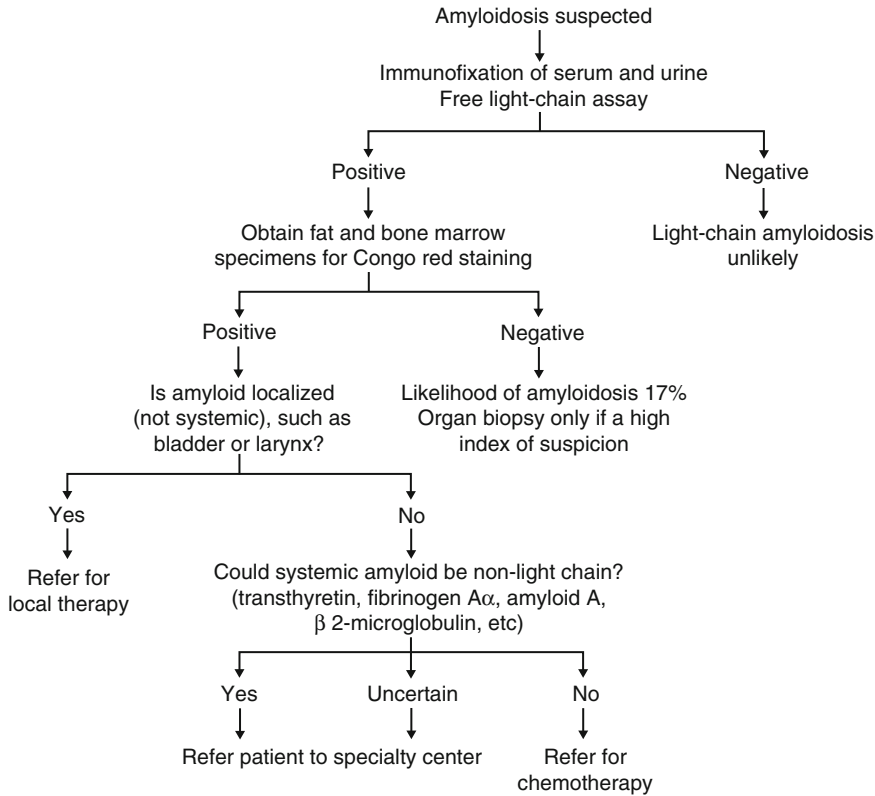 Amyloidosis suspected
Immunofixation of serum and urine
Free light-chain assay
Positive
Negative
Obtain fat and bone marrow
specimens for Congo red staining
Light-chain amyloidosis
unlikely
Positive
Negative
Is amyloid localized
(not systemic), such as
bladder or larynx?
Likelihood of amyloidosis 17%
Organ biopsy only if a high
index of suspicion
Yes
No
Refer for
local therapy
Could systemic amyloid be non-light chain?
(transthyretin, fibrinogen Aα, amyloid A,
β 2-microglobulin, etc)
Yes
Uncertain
No
Refer patient to specialty center
Refer for
chemotherapy